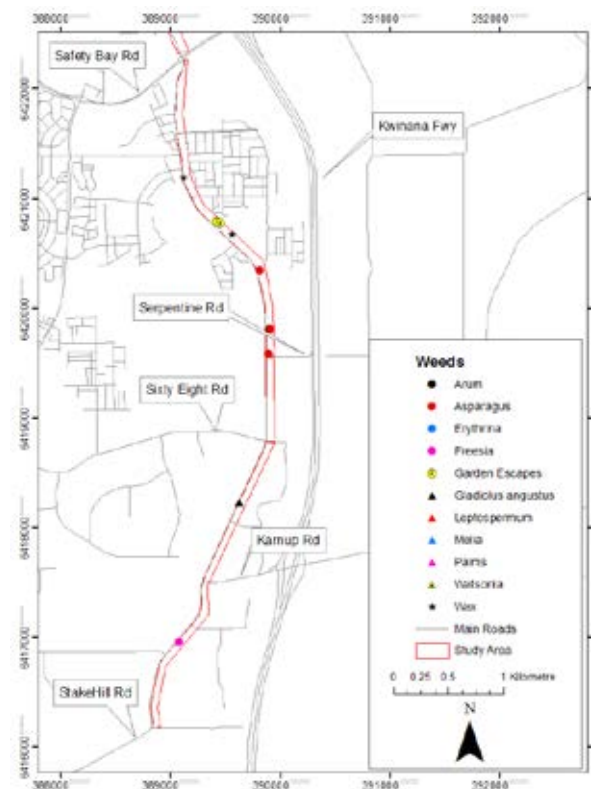 388000 389000 390000 391000 392000
Safety Bay Rd
6422000
Kwinana Fwy
6421000
6420000
Serpentine Rd
Weeds
Arum
Asparagus
Erythrina
Freesia
Garden Escapes
Gladiolus angustus
Leptospermum
Melia
Palms
Watsonia
Wax
Main Roads
Study Area
0 0.25 0.5 1 Kilometre
N
Sixty Eight Rd
6419000
6418000
Karnup Rd
6417000
StakeHill Rd
6416000
388000 389000 390000 391000 392000